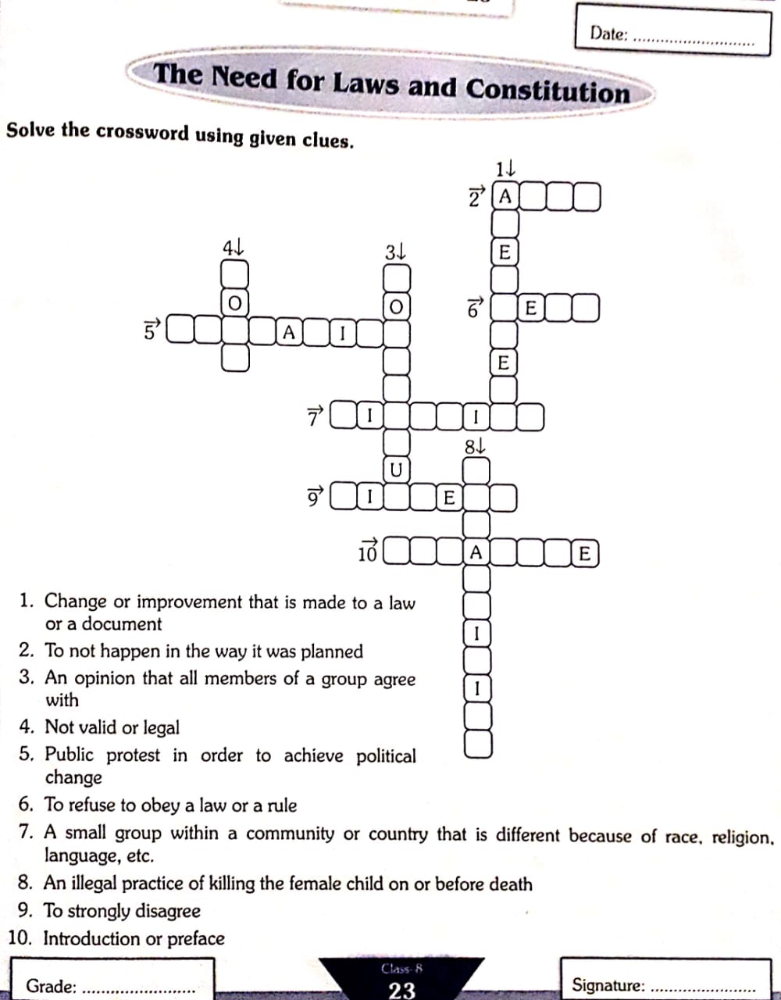 Date: ............................
The Need for Laws and Constitution
Solve the crossword using given clues.
1↓
2→ A
E
4↓ 3↓
O O 6→ E
5→ A I
E
7→ I I
8↓
U
9→ I E
10→ A E
I
I
1. Change or improvement that is made to a law
or a document
2. To not happen in the way it was planned
3. An opinion that all members of a group agree
with
4. Not valid or legal
5. Public protest in order to achieve political
change
6. To refuse to obey a law or a rule
7. A small group within a community or country that is different because of race, religion,
language, etc.
8. An illegal practice of killing the female child on or before death
9. To strongly disagree
10. Introduction or preface
Grade: ........................
Class-8
23
Signature: ......................